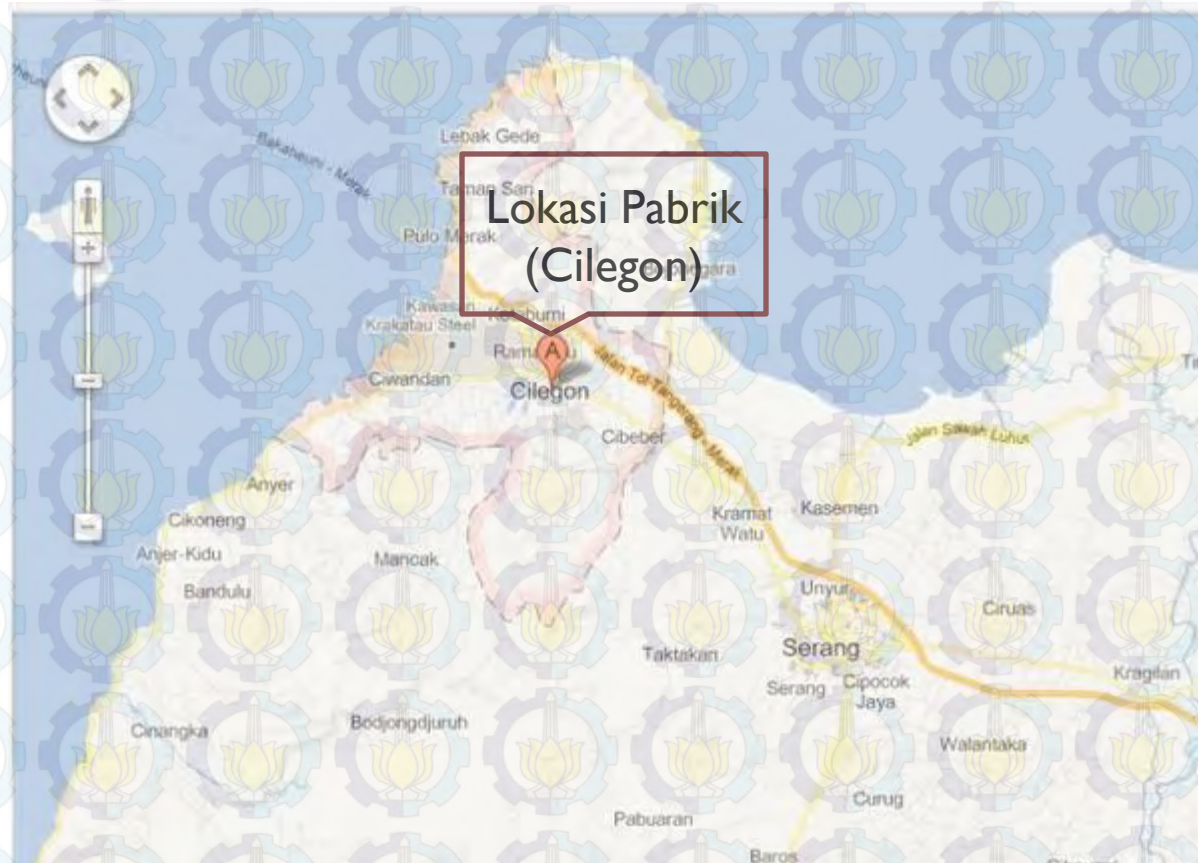 Bakaheuni - Merak
Lebak Gede
Taman Sari
Lokasi Pabrik
(Cilegon)
Pulo Merak
Kawasan
Krakatau Steel
A
Ciwandan
Cilegon
Jalan Tol Tangerang - Merak
Cibeber
Jalan Sawah Luhur
Anyer
Cikoneng
Kramat
Watu
Kasemen
Anjer-Kidu
Mancak
Bandulu
Unyur
Ciruas
Taktakan
Serang
Kragilan
Serang
Cipocok
Jaya
Cinangka
Bodjongdjuruh
Walantaka
Curug
Pabuaran
Baros